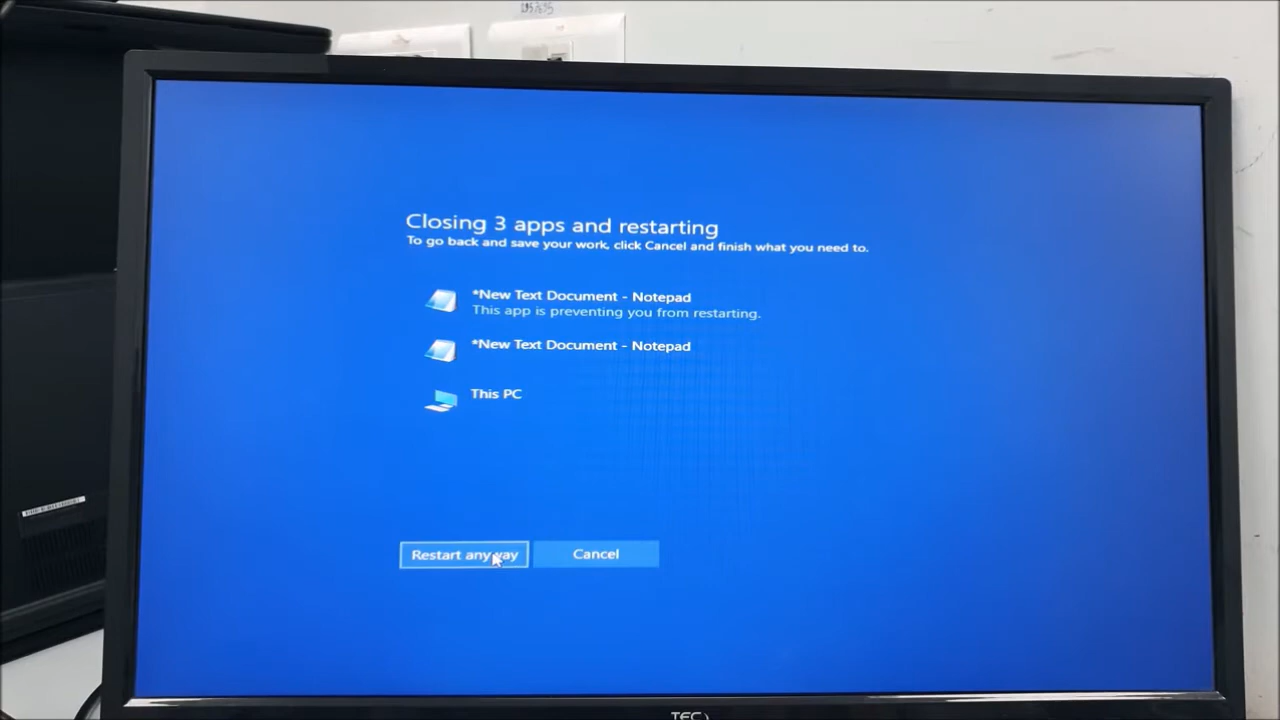 Closing 3 apps and restarting
To go back and save your work, click Cancel and finish what you need to.
*New Text Document - Notepad
This app is preventing you from restarting.
*New Text Document - Notepad
This PC
Restart anyway
Cancel